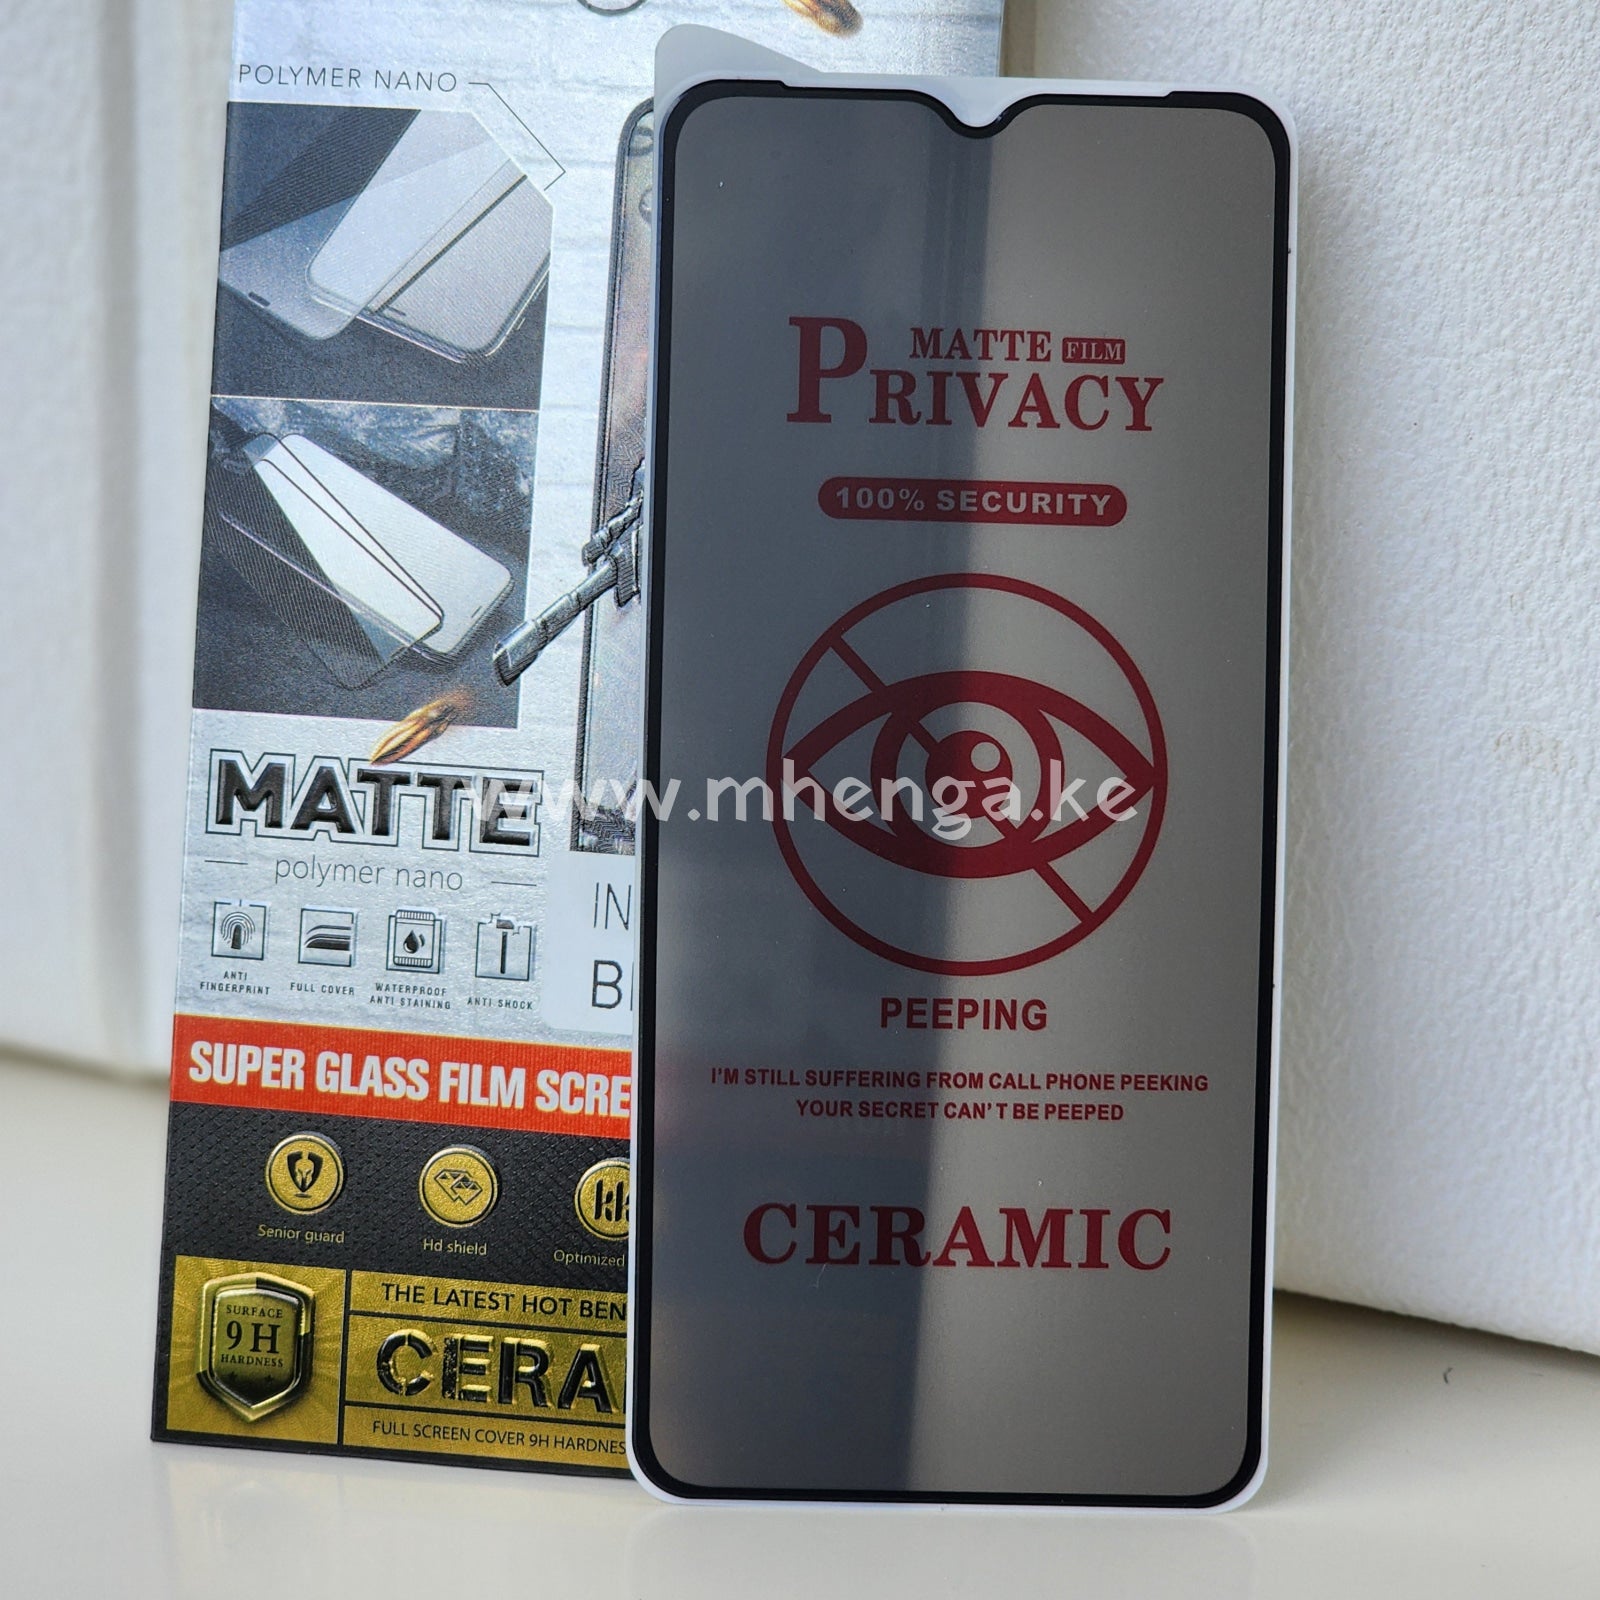 POLYMER NANO
MATTE
polymer nano
ANTI
FINGERPRINT
FULL COVER
WATERPROOF
ANTI STAINING
ANTI SHOCK
SUPER GLASS FILM SCRE
Senior guard
Hd shield
Optimized
SURFACE
9H
HARDNESS
THE LATEST HOT BEN
CERA
FULL SCREEN COVER 9H HARDNES
IN
MATTE FILM
PRIVACY
100% SECURITY
www.mhenga.ke
PEEPING
I'M STILL SUFFERING FROM CALL PHONE PEEKING
YOUR SECRET CAN'T BE PEEPED
CERAMIC